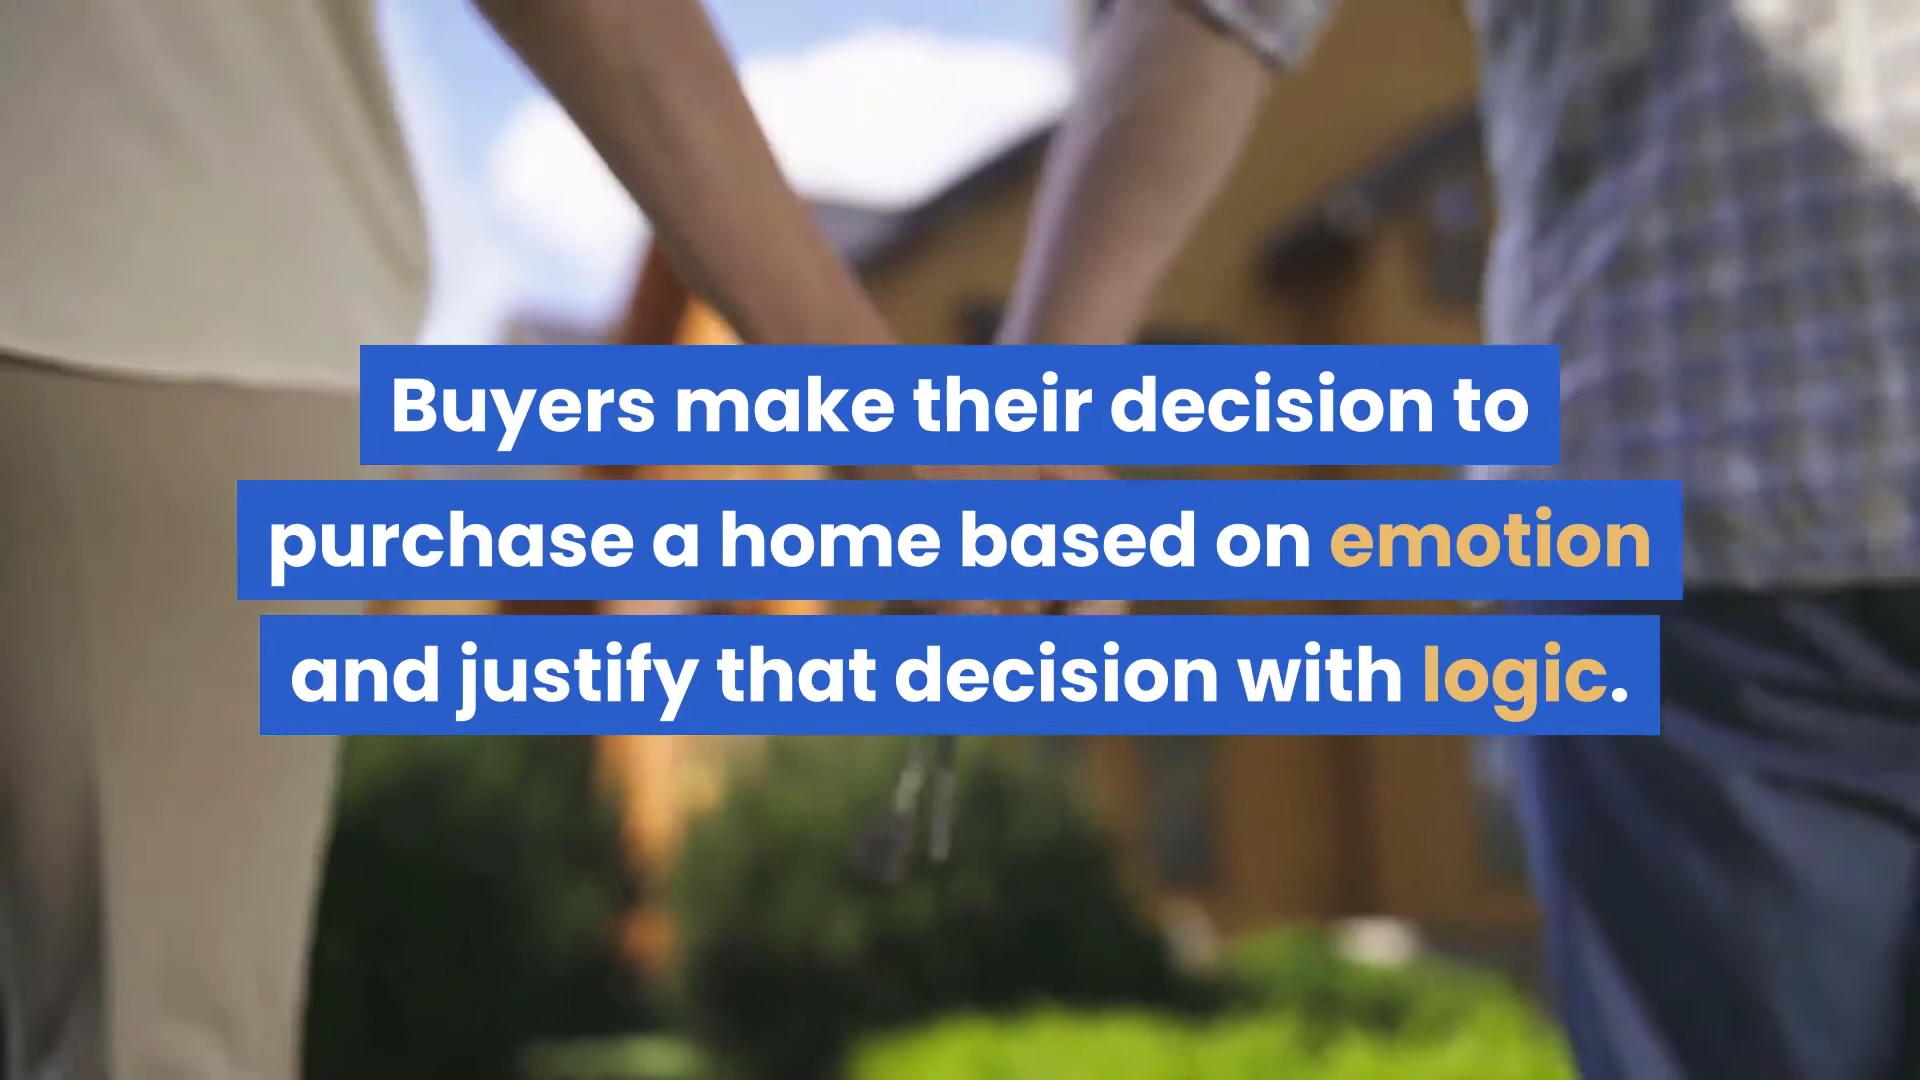 Buyers make their decision to
purchase a home based on emotion
and justify that decision with logic.